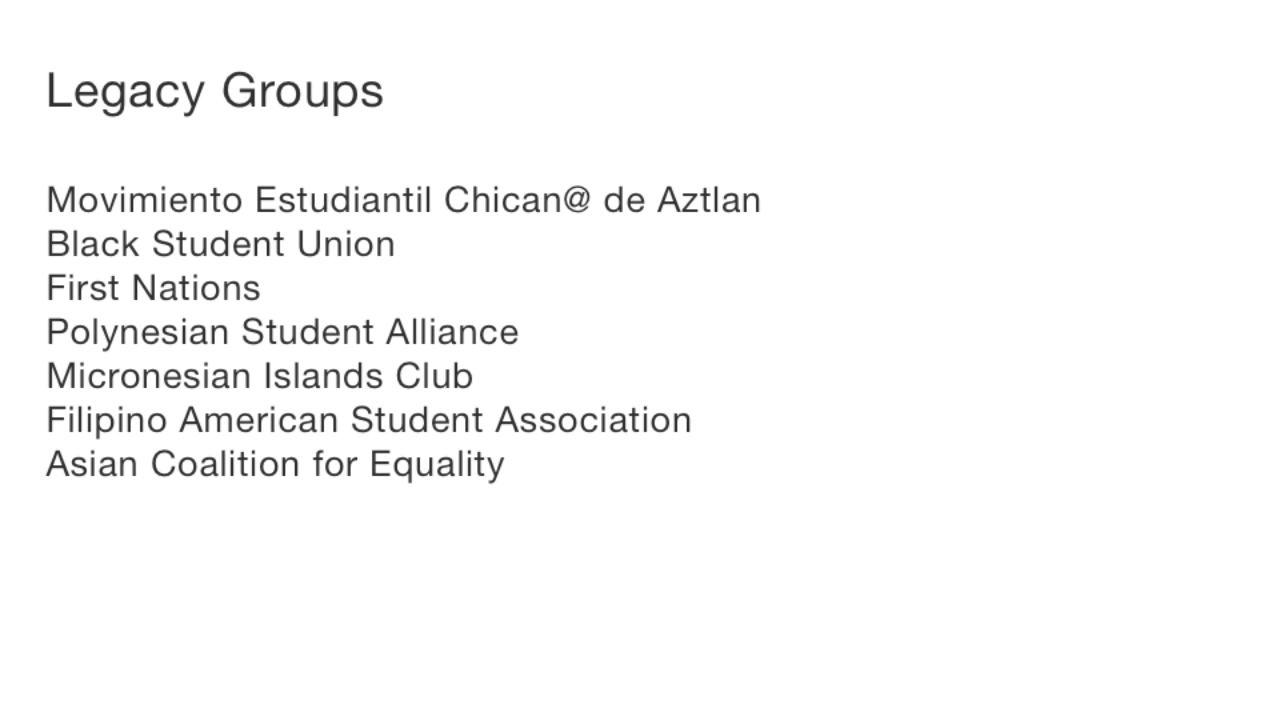 Legacy Groups
Movimiento Estudiantil Chican@ de Aztlan
Black Student Union
First Nations
Polynesian Student Alliance
Micronesian Islands Club
Filipino American Student Association
Asian Coalition for Equality